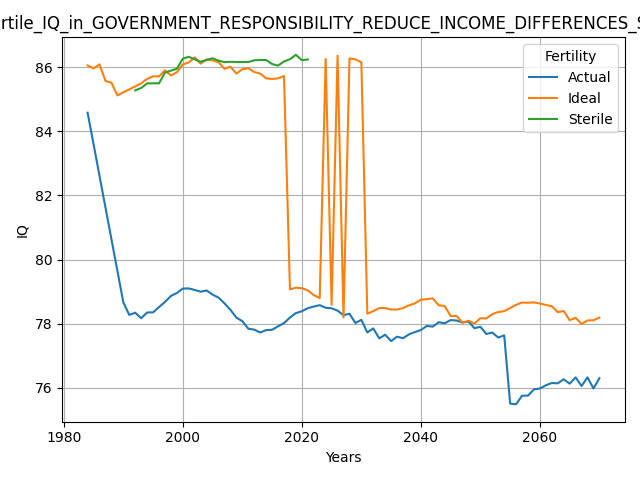 rtile_IQ_in_GOVERNMENT_RESPONSIBILITY_REDUCE_INCOME_DIFFERENCES_S
Fertility
Actual
Ideal
Sterile
IQ
86
84
82
80
78
76
1980
2000
2020
2040
2060
Years